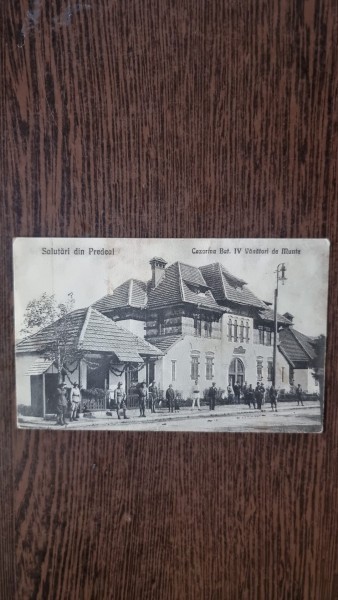 Salutări din Predeal
Cazarma Bat. IV Vânători de Munte